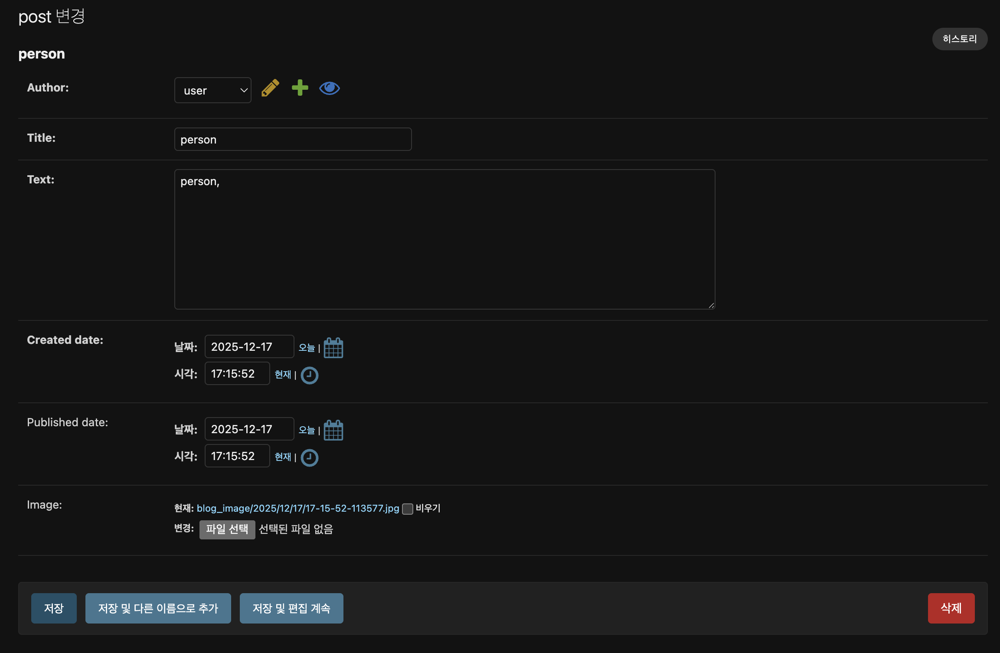 post 변경
히스토리
person
Author:
user
Title:
person
Text:
person,
Created date:
날짜: 2025-12-17 오늘 |
시각: 17:15:52 현재 |
Published date:
날짜: 2025-12-17 오늘 |
시각: 17:15:52 현재 |
Image:
현재: blog_image/2025/12/17/17-15-52-113577.jpg 비우기
변경: 파일 선택 선택된 파일 없음
저장 저장 및 다른 이름으로 추가 저장 및 편집 계속 삭제